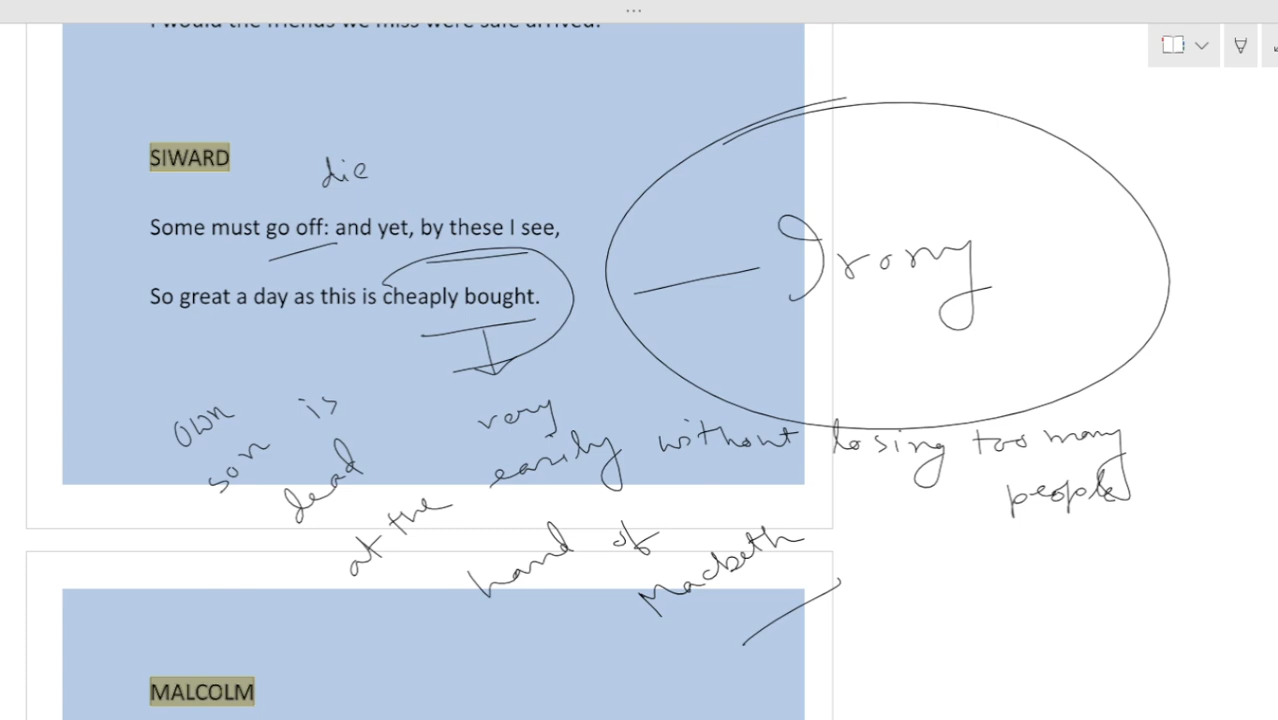 I would the friends we miss were safe arrived.
SIWARD
die
Some must go off: and yet, by these I see,
So great a day as this is cheaply bought.
Irony
very easily without losing too many people
own son is dead at the hand of Macbeth
MALCOLM